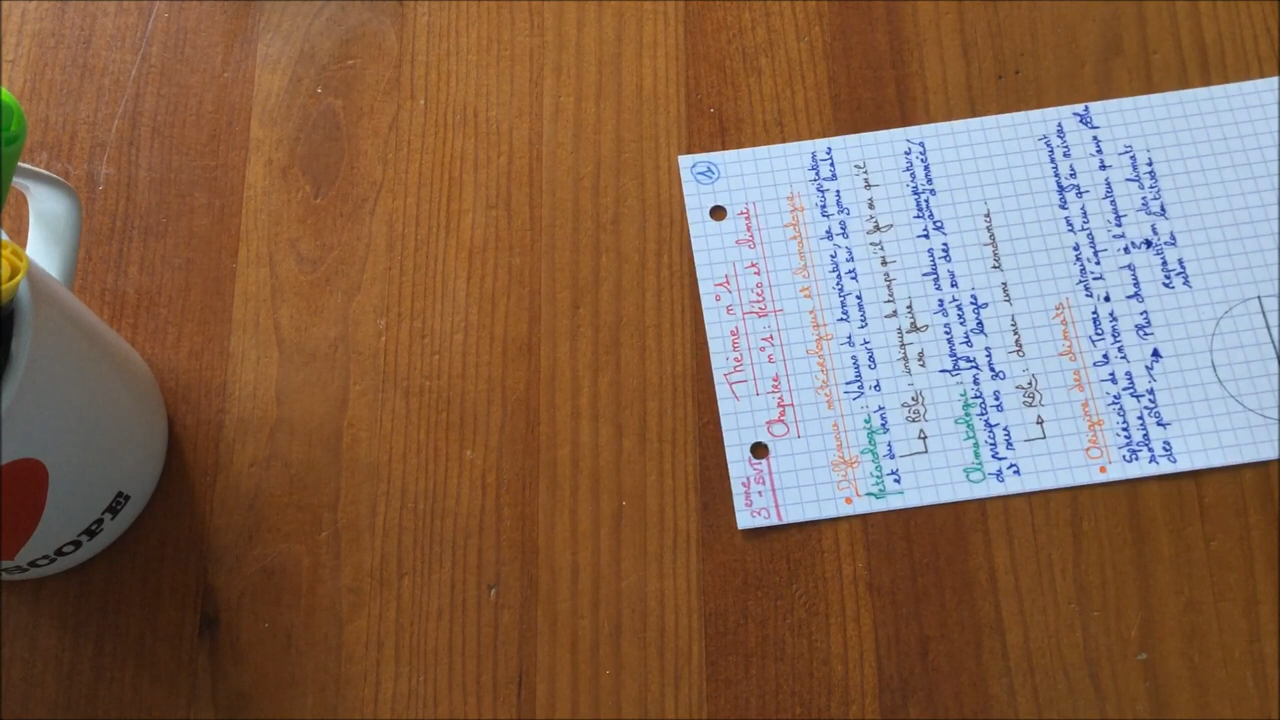 3eme - SVT
①
Thème n°1
Chapitre n°1: Météo et climat.
• Différence météorologique et climatologie
Météorologie: Valeurs de température, de précipitation
et du vent à court terme et sur des zones locales
↳ Rôle: indique le temps qu'il fait ou qu'il
va faire.
Climatologie: Moyennes des valeurs de température,
de précipitation et du vent sur des 10aine d'années
et sur des zones larges.
↳ Rôle: donner une tendance.
• Origine des climats
Sphéricité de la Terre entraîne un rayonnement
solaire plus intense à l'équateur qu'au niveau
des pôles. → Plus chaud à l'équateur qu'aux pôles
des climats
Répartition
selon la latitude.
SCOPE